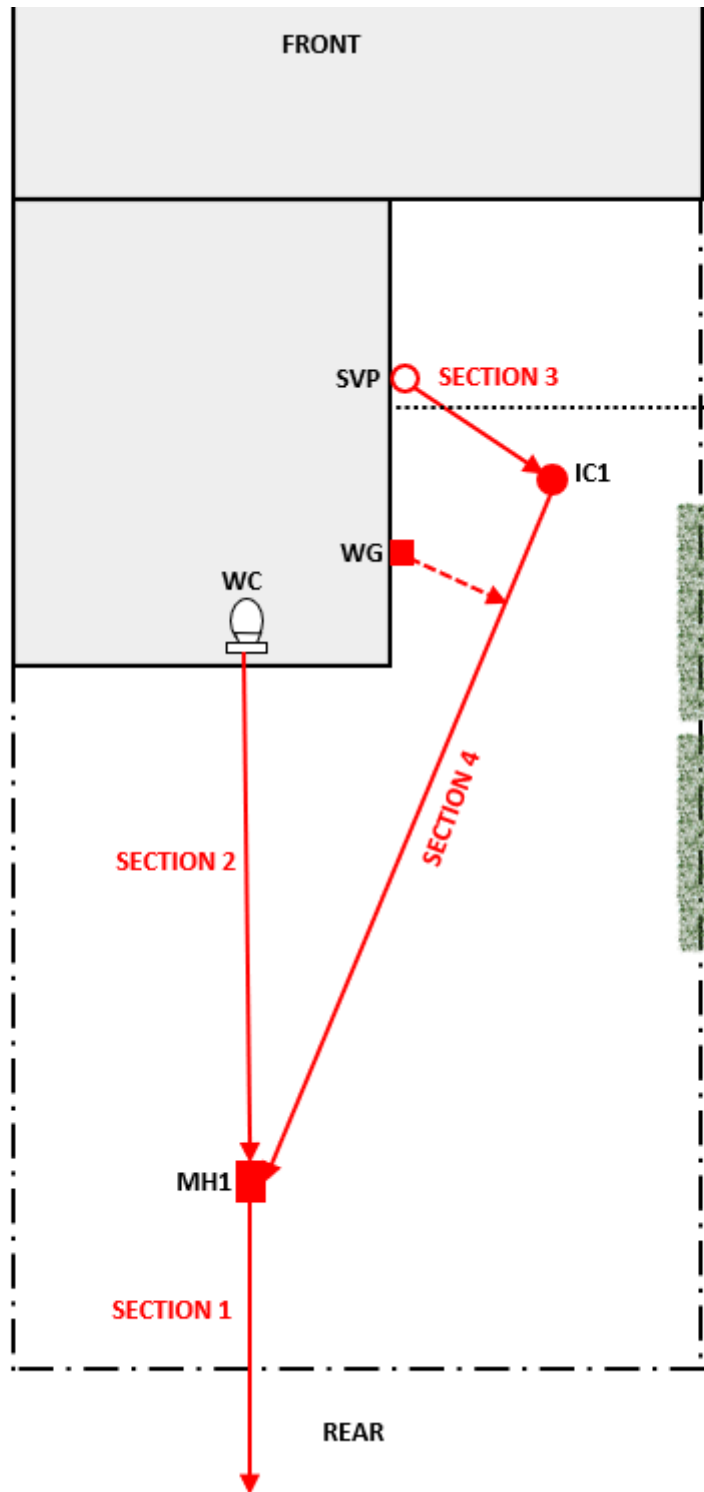 FRONT
SVP
SECTION 3
IC1
WG
WC
SECTION 4
SECTION 2
MH1
SECTION 1
REAR